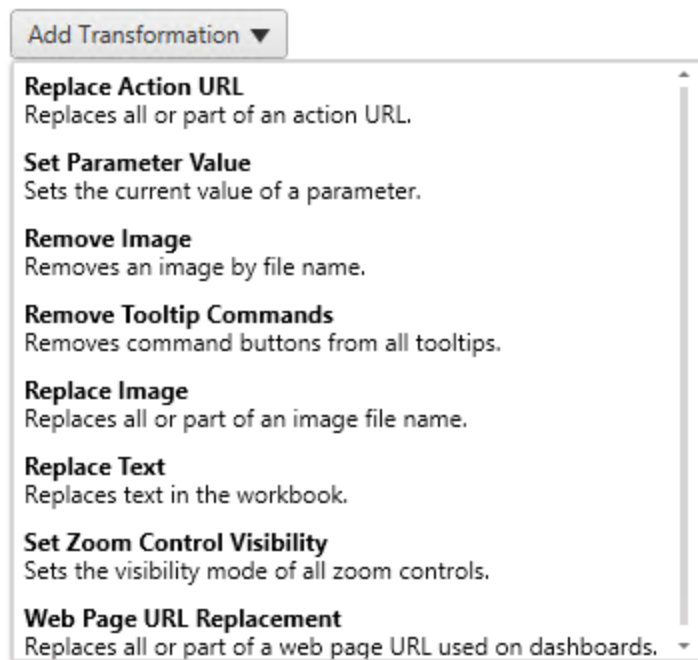 Add Transformation
Replace Action URL
Replaces all or part of an action URL.
Set Parameter Value
Sets the current value of a parameter.
Remove Image
Removes an image by file name.
Remove Tooltip Commands
Removes command buttons from all tooltips.
Replace Image
Replaces all or part of an image file name.
Replace Text
Replaces text in the workbook.
Set Zoom Control Visibility
Sets the visibility mode of all zoom controls.
Web Page URL Replacement
Replaces all or part of a web page URL used on dashboards.